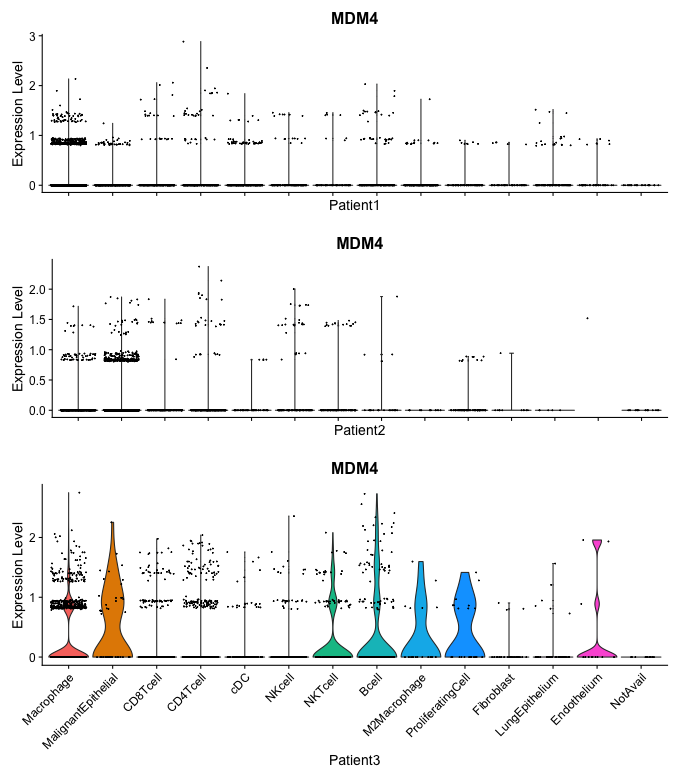 MDM4
Expression Level
3
2
1
0
Patient1
MDM4
Expression Level
2.0
1.5
1.0
0.5
0.0
Patient2
MDM4
Expression Level
2
1
0
Macrophage
MalignantEpithelial
CD8Tcell
CD4Tcell
cDC
NKcell
NKTcell
Bcell
M2Macrophage
ProliferatingCell
Fibroblast
LungEpithelium
Endothelium
NotAvail
Patient3